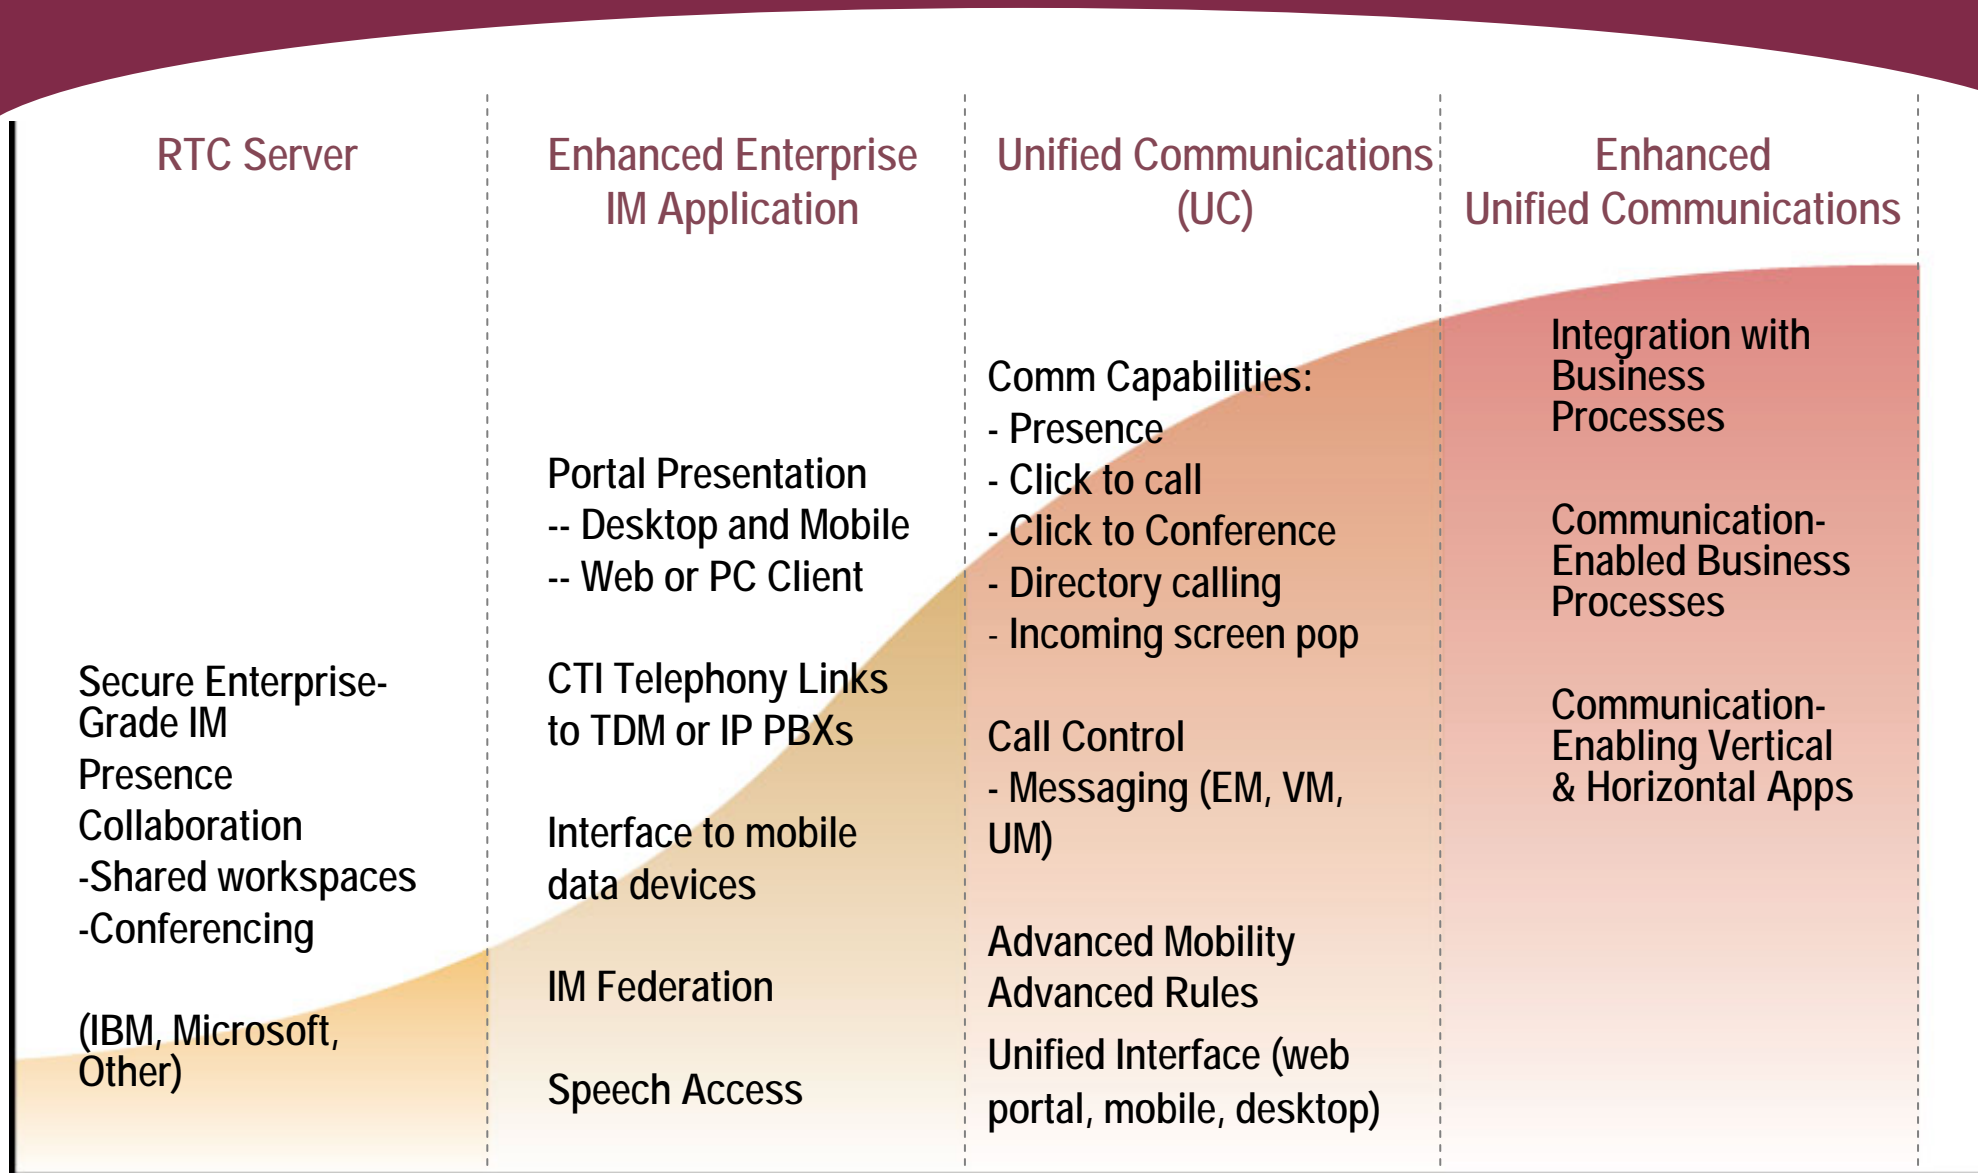 RTC Server
Secure Enterprise-
Grade IM
Presence
Collaboration
-Shared workspaces
-Conferencing
(IBM, Microsoft,
Other)
Enhanced Enterprise
IM Application
Portal Presentation
-- Desktop and Mobile
-- Web or PC Client
CTI Telephony Links
to TDM or IP PBXs
Interface to mobile
data devices
IM Federation
Speech Access
Unified Communications
(UC)
Comm Capabilities:
- Presence
- Click to call
- Click to Conference
- Directory calling
- Incoming screen pop
Call Control
- Messaging (EM, VM,
UM)
Advanced Mobility
Advanced Rules
Unified Interface (web
portal, mobile, desktop)
Enhanced
Unified Communications
Integration with
Business
Processes
Communication-
Enabled Business
Processes
Communication-
Enabling Vertical
& Horizontal Apps